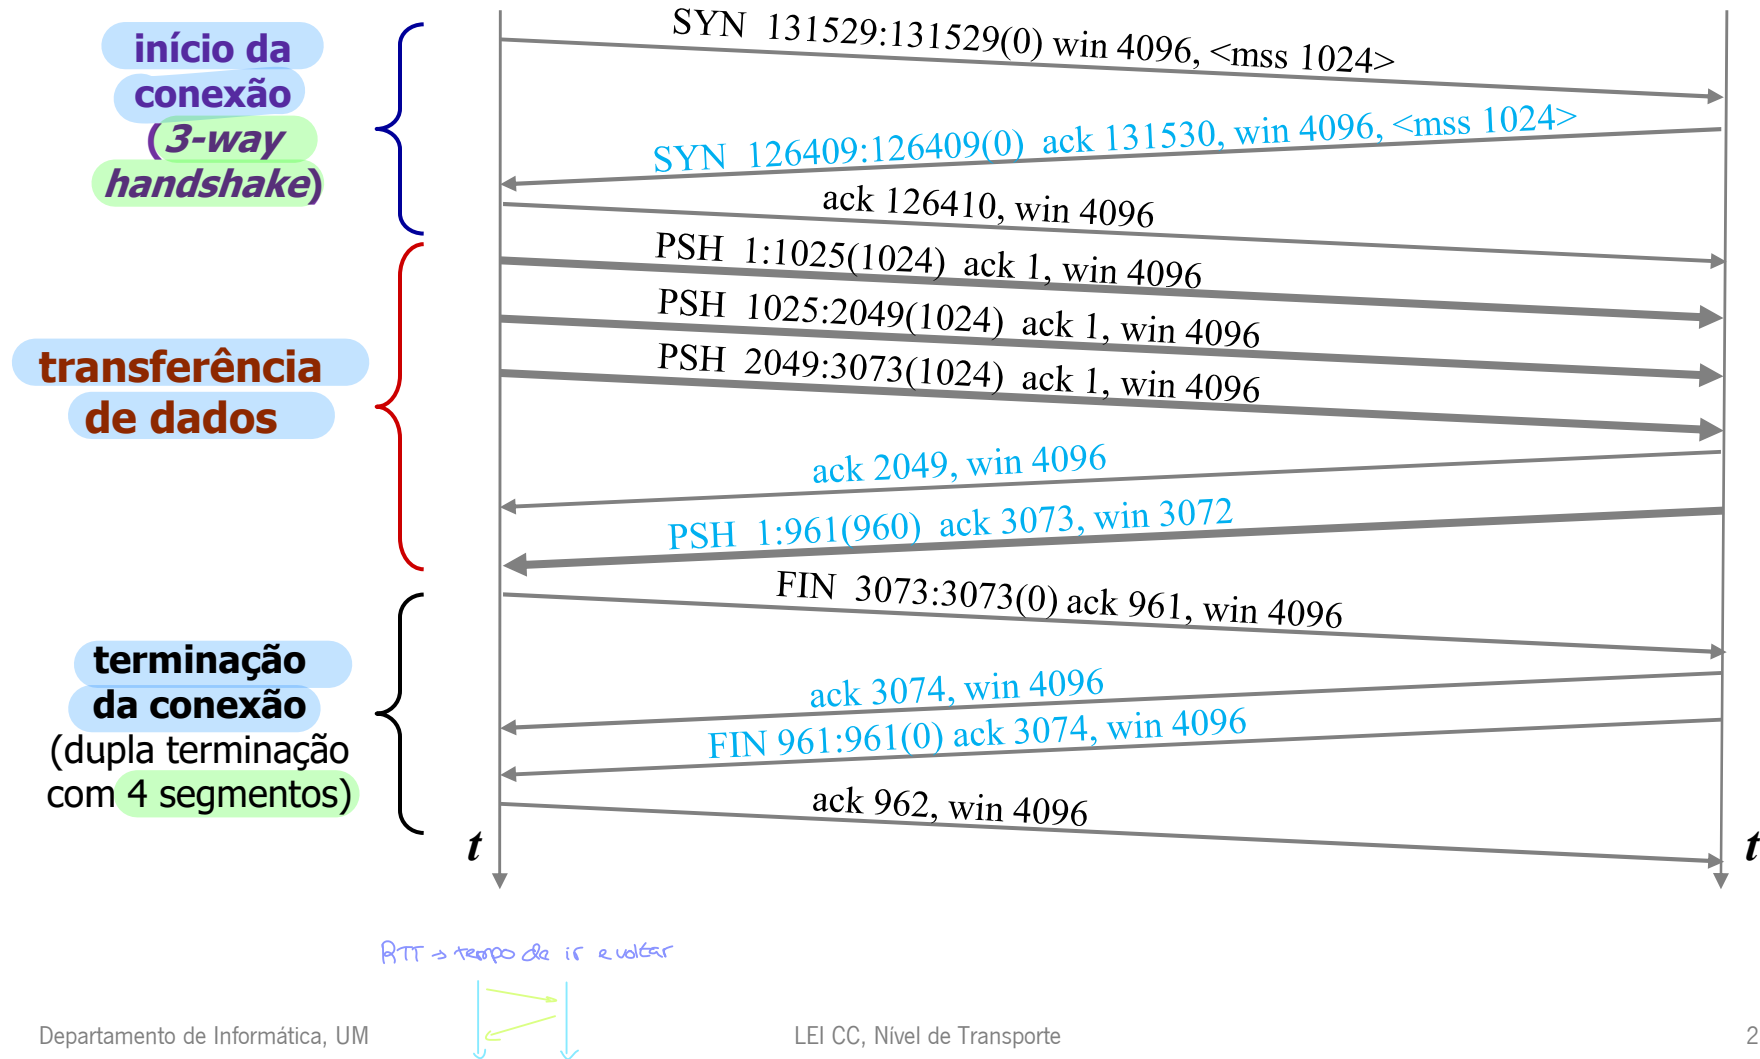 início da
conexão
(3-way
handshake)
SYN 131529:131529(0) win 4096, <mss 1024>
SYN 126409:126409(0) ack 131530, win 4096, <mss 1024>
ack 126410, win 4096
transferência
de dados
PSH 1:1025(1024) ack 1, win 4096
PSH 1025:2049(1024) ack 1, win 4096
PSH 2049:3073(1024) ack 1, win 4096
ack 2049, win 4096
PSH 1:961(960) ack 3073, win 3072
terminação
da conexão
(dupla terminação
com 4 segmentos)
FIN 3073:3073(0) ack 961, win 4096
ack 3074, win 4096
FIN 961:961(0) ack 3074, win 4096
ack 962, win 4096
t
t
RTT → tempo de ir e voltar
Departamento de Informática, UM
LEI CC, Nível de Transporte
2